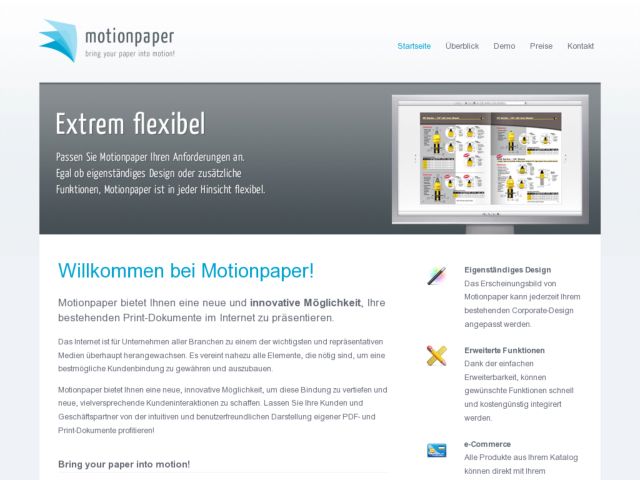 motionpaper
bring your paper into motion!
Startseite Überblick Demo Preise Kontakt
Extrem flexibel
Passen Sie Motionpaper Ihren Anforderungen an.
Egal ob eigenständiges Design oder zusätzliche
Funktionen, Motionpaper ist in jeder Hinsicht flexibel.
Willkommen bei Motionpaper!
Motionpaper bietet Ihnen eine neue und innovative Möglichkeit, Ihre
bestehenden Print-Dokumente im Internet zu präsentieren.
Das Internet ist für Unternehmen aller Branchen zu einem der wichtigsten und repräsentativen
Medien überhaupt herangewachsen. Es vereint nahezu alle Elemente, die nötig sind, um eine
bestmögliche Kundenbindung zu gewähren und auszubauen.
Motionpaper bietet Ihnen eine neue, innovative Möglichkeit, um diese Bindung zu vertiefen und
neue, vielversprechende Kundeninteraktionen zu schaffen. Lassen Sie Ihre Kunden und
Geschäftspartner von der intuitiven und benutzerfreundlichen Darstellung eigener PDF- und
Print-Dokumente profitieren!
Bring your paper into motion!
Eigenständiges Design
Das Erscheinungsbild von
Motionpaper kann jederzeit Ihrem
bestehenden Corporate-Design
angepasst werden.
Erweiterte Funktionen
Dank der einfachen
Erweiterbarkeit, können
gewünschte Funktionen schnell
und kostengünstig integrirert
werden.
e-Commerce
Alle Produkte aus Ihrem Katalog
können direkt mit Ihrem